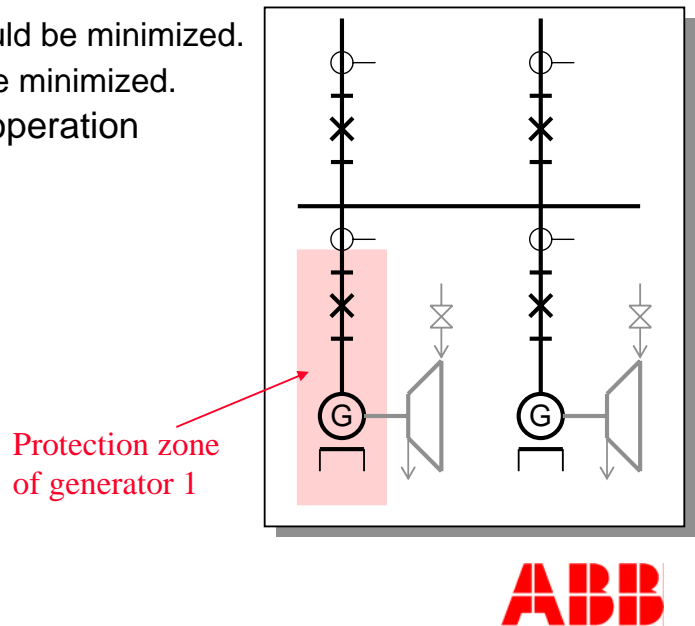 uld be minimized.
e minimized.
operation
G
G
Protection zone
of generator 1
ABB